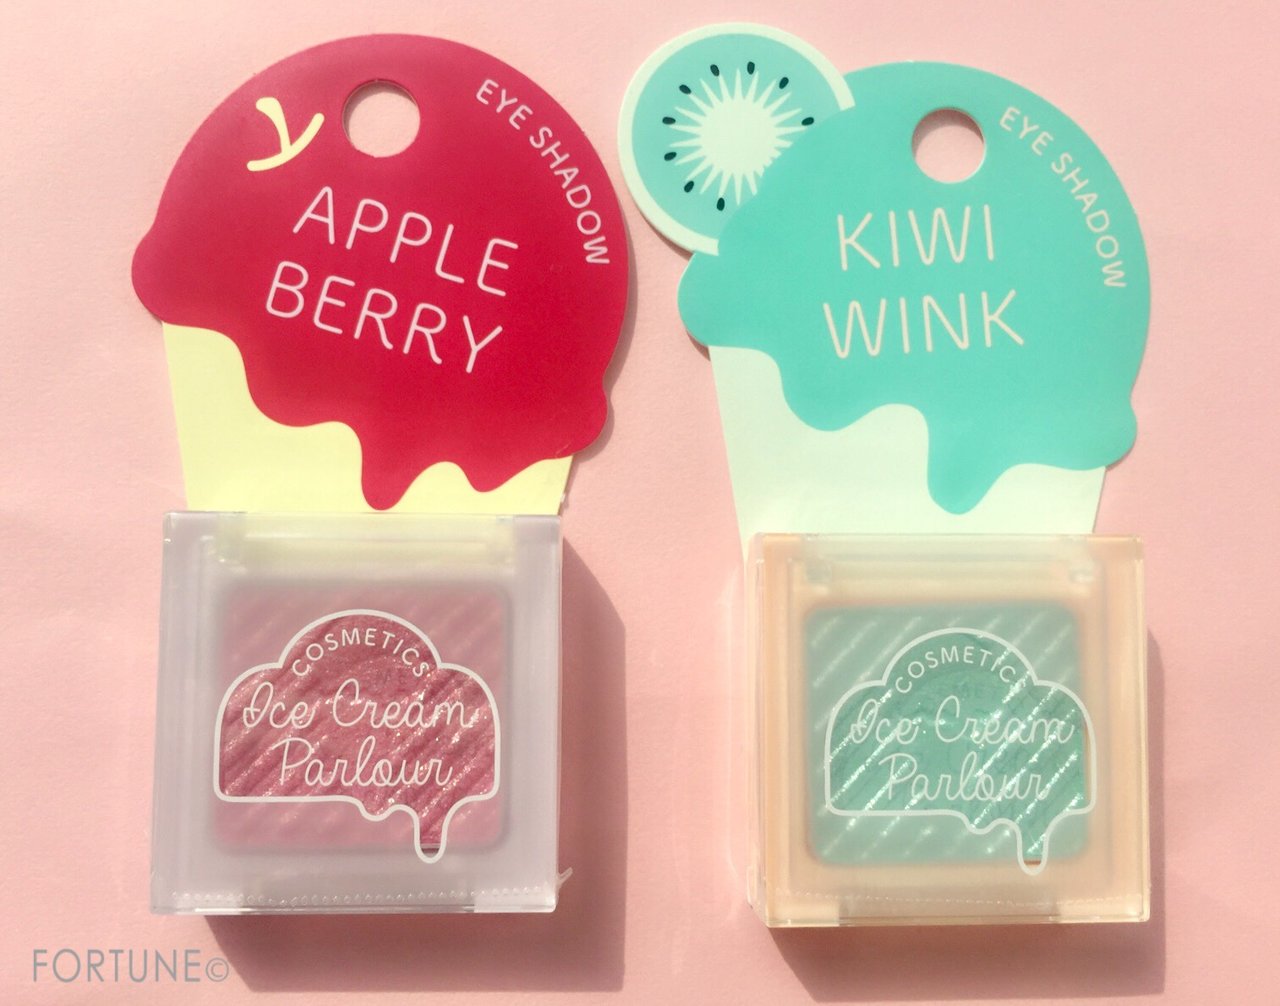 EYE SHADOW
APPLE
BERRY
EYE SHADOW
KIWI
WINK
COSMETICS
Ice Cream
Parlour
COSMETICS
Ice Cream
Parlour
FORTUNE©